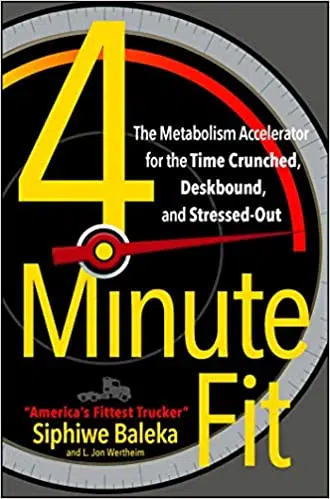 4
The Metabolism Accelerator
for the Time Crunched,
Deskbound,
and Stressed-Out
Minute
Fit
"America's Fittest Trucker"
Siphiwe Baleka
and L. Jon Wertheim